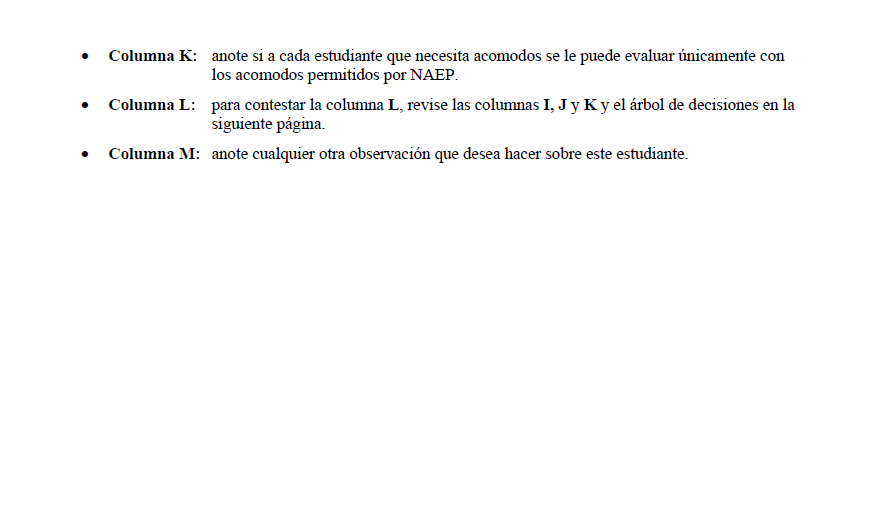 • Columna K: anote si a cada estudiante que necesita acomodos se le puede evaluar únicamente con
los acomodos permitidos por NAEP.
• Columna L: para contestar la columna L, revise las columnas I, J y K y el árbol de decisiones en la
siguiente página.
• Columna M: anote cualquier otra observación que desea hacer sobre este estudiante.